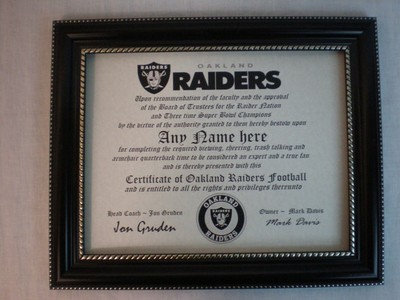 OAKLAND
RAIDERS
RAIDERS
Upon recommendation of the faculty and the approval
of the Board of Trustees for the Raider Nation
and Three time Super Bowl Champions
by the virtue of the authority granted to them hereby bestow upon
Any Name here
for completing the required viewing, cheering, trash talking and
armchair quarterback time to be considered an expert and a true fan
and is hereby presented with this
Certificate of Oakland Raiders Football
and is entitled to all the rights and privileges thereunto
Head Coach – Jon Gruden
Owner – Mark Davis
Jon Gruden
Mark Davis
OAKLAND
RAIDERS
RAIDERS